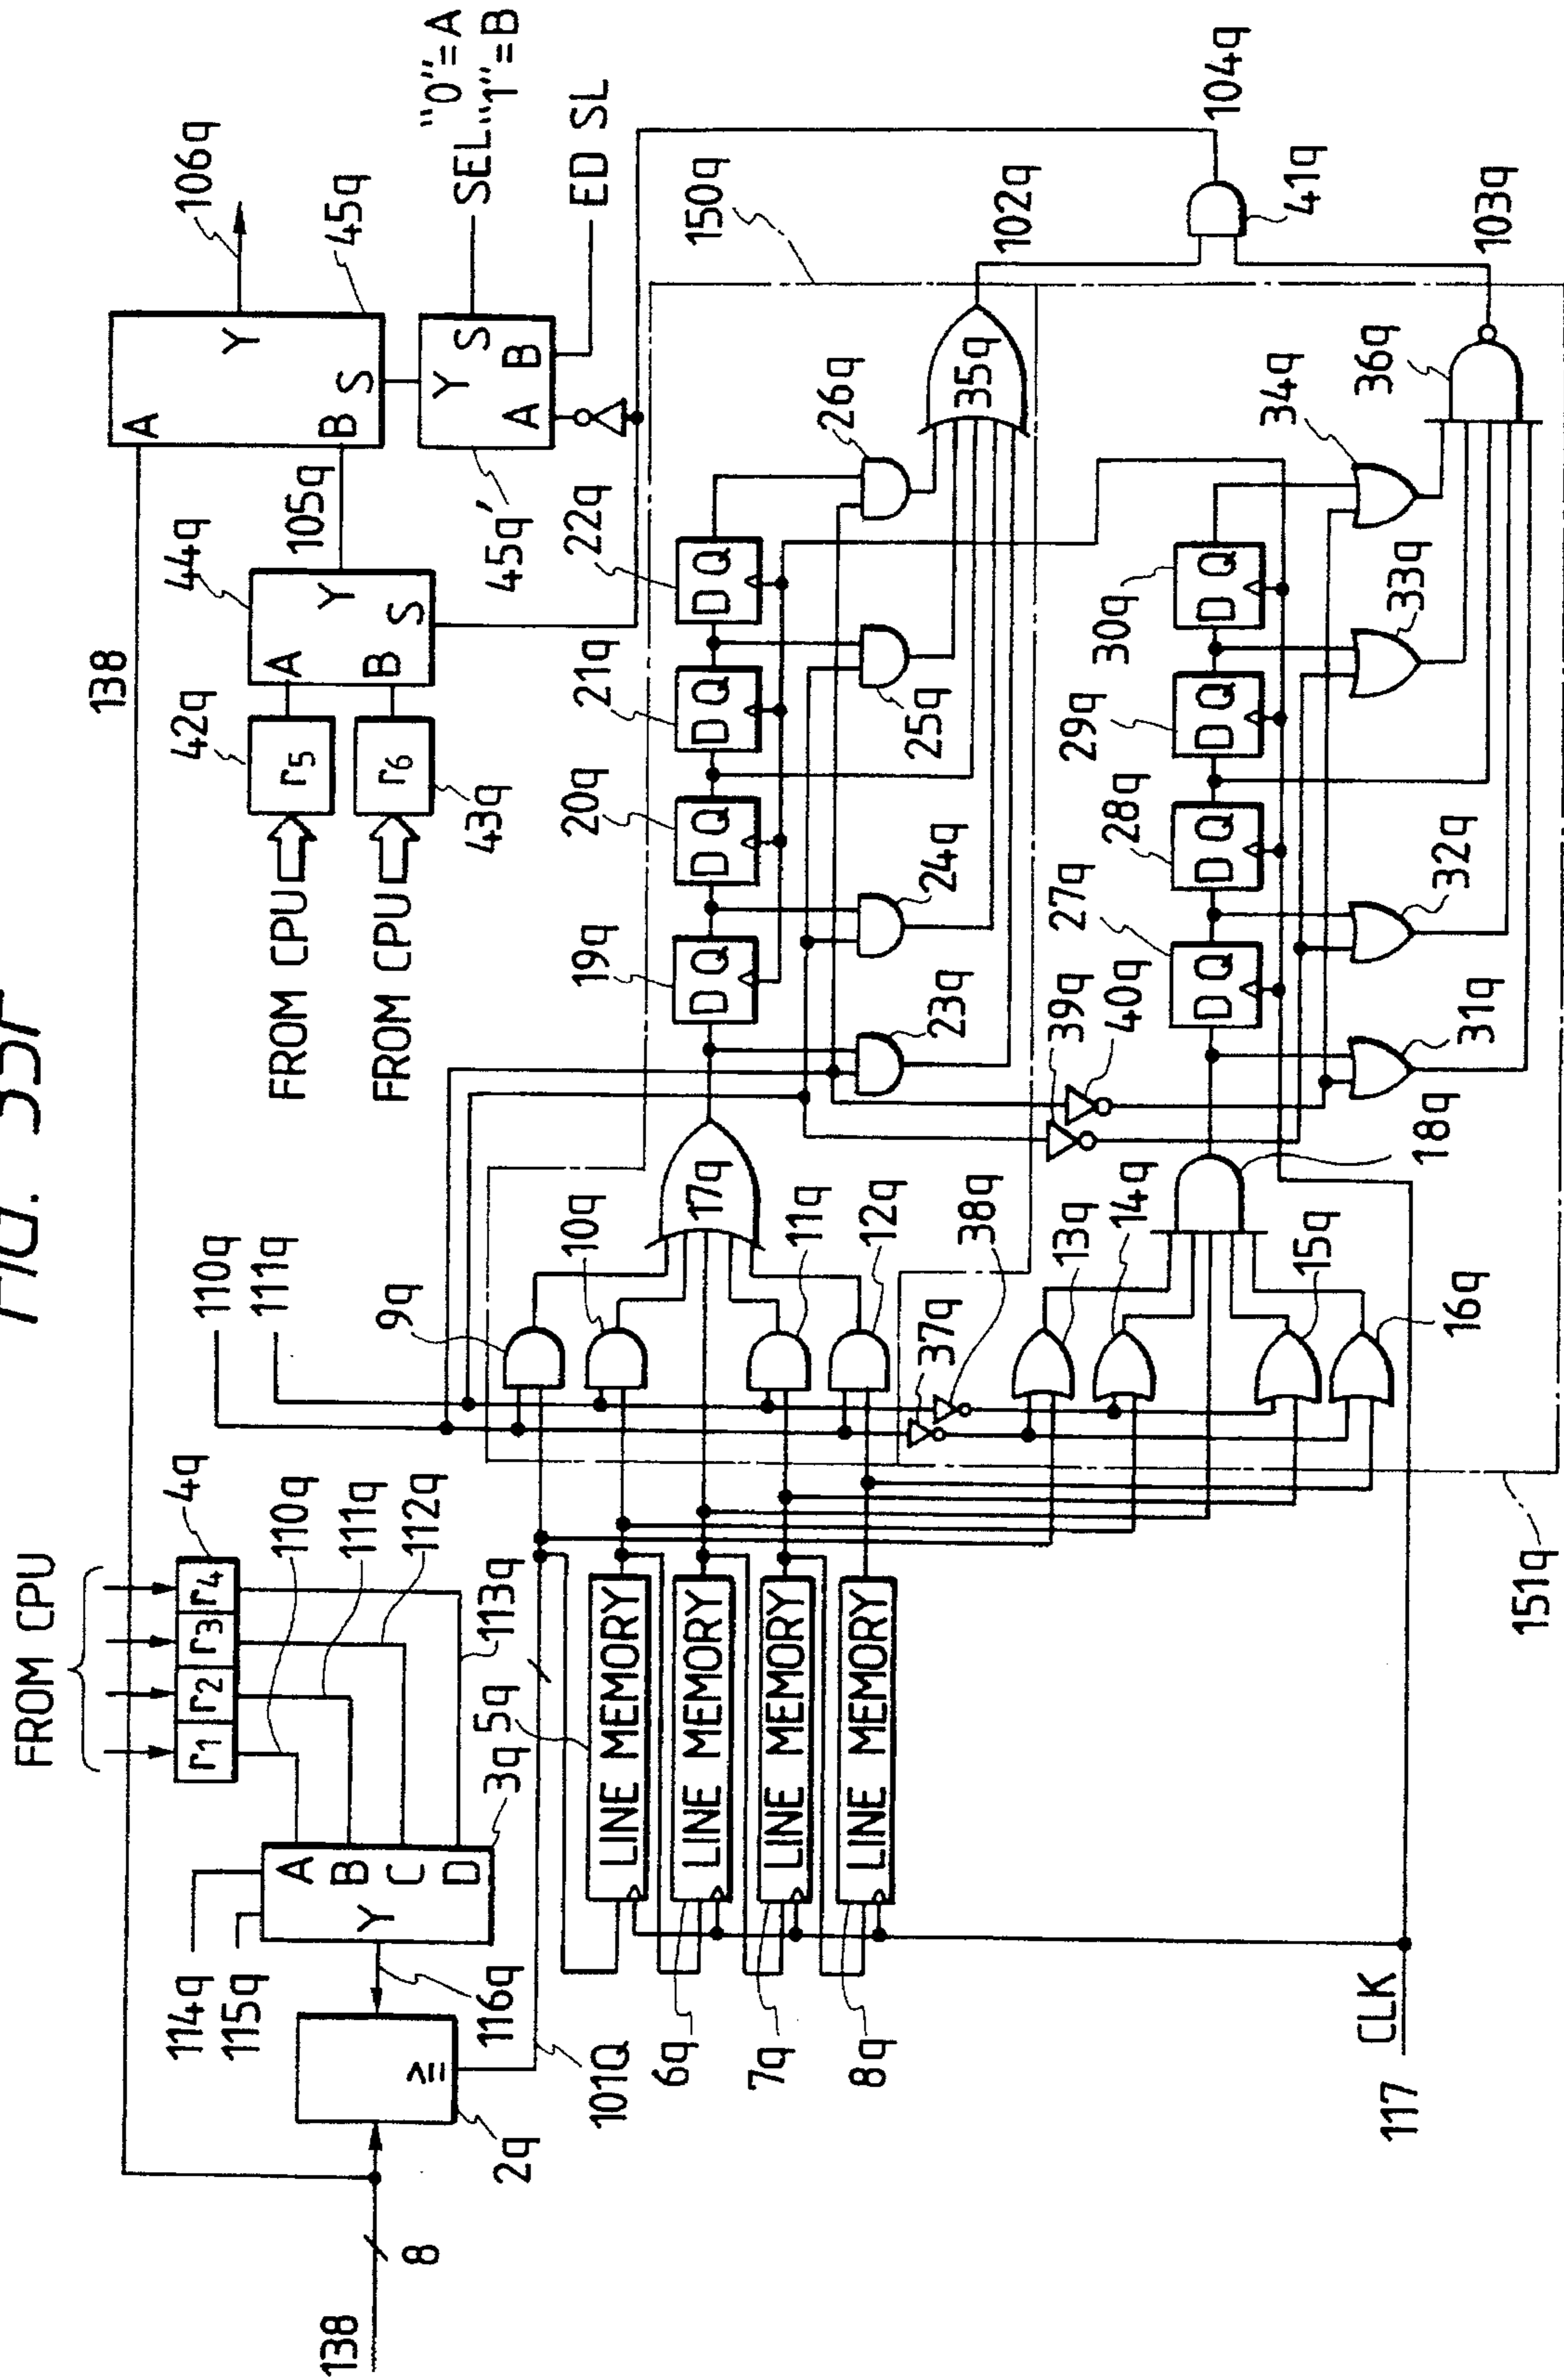 FIG. 35F
138
8
2q
≥
101Q
116q
114q
115q
Y
A
B
C
D
3q
FROM CPU
r1 r2 r3 r4
4q
110q
111q
112q
113q
138
5q
LINE MEMORY
LINE MEMORY
LINE MEMORY
LINE MEMORY
6q
7q
8q
117
CLK
110q
111q
9q
10q
11q
12q
17q
37q
38q
13q
14q
15q
16q
18q
151q
FROM CPU
FROM CPU
42q
r5
r6
43q
44q
A
B
Y
S
105q
A
B
Y
S
45q
106q
45q'
Y
S
A
B
SEL "0"=A
"1"=B
ED SL
19q
D Q
20q
D Q
21q
D Q
22q
D Q
23q
24q
25q
26q
35q
150q
102q
39q
40q
27q
D Q
28q
D Q
29q
D Q
30q
D Q
31q
32q
33q
34q
36q
103q
41q
104q